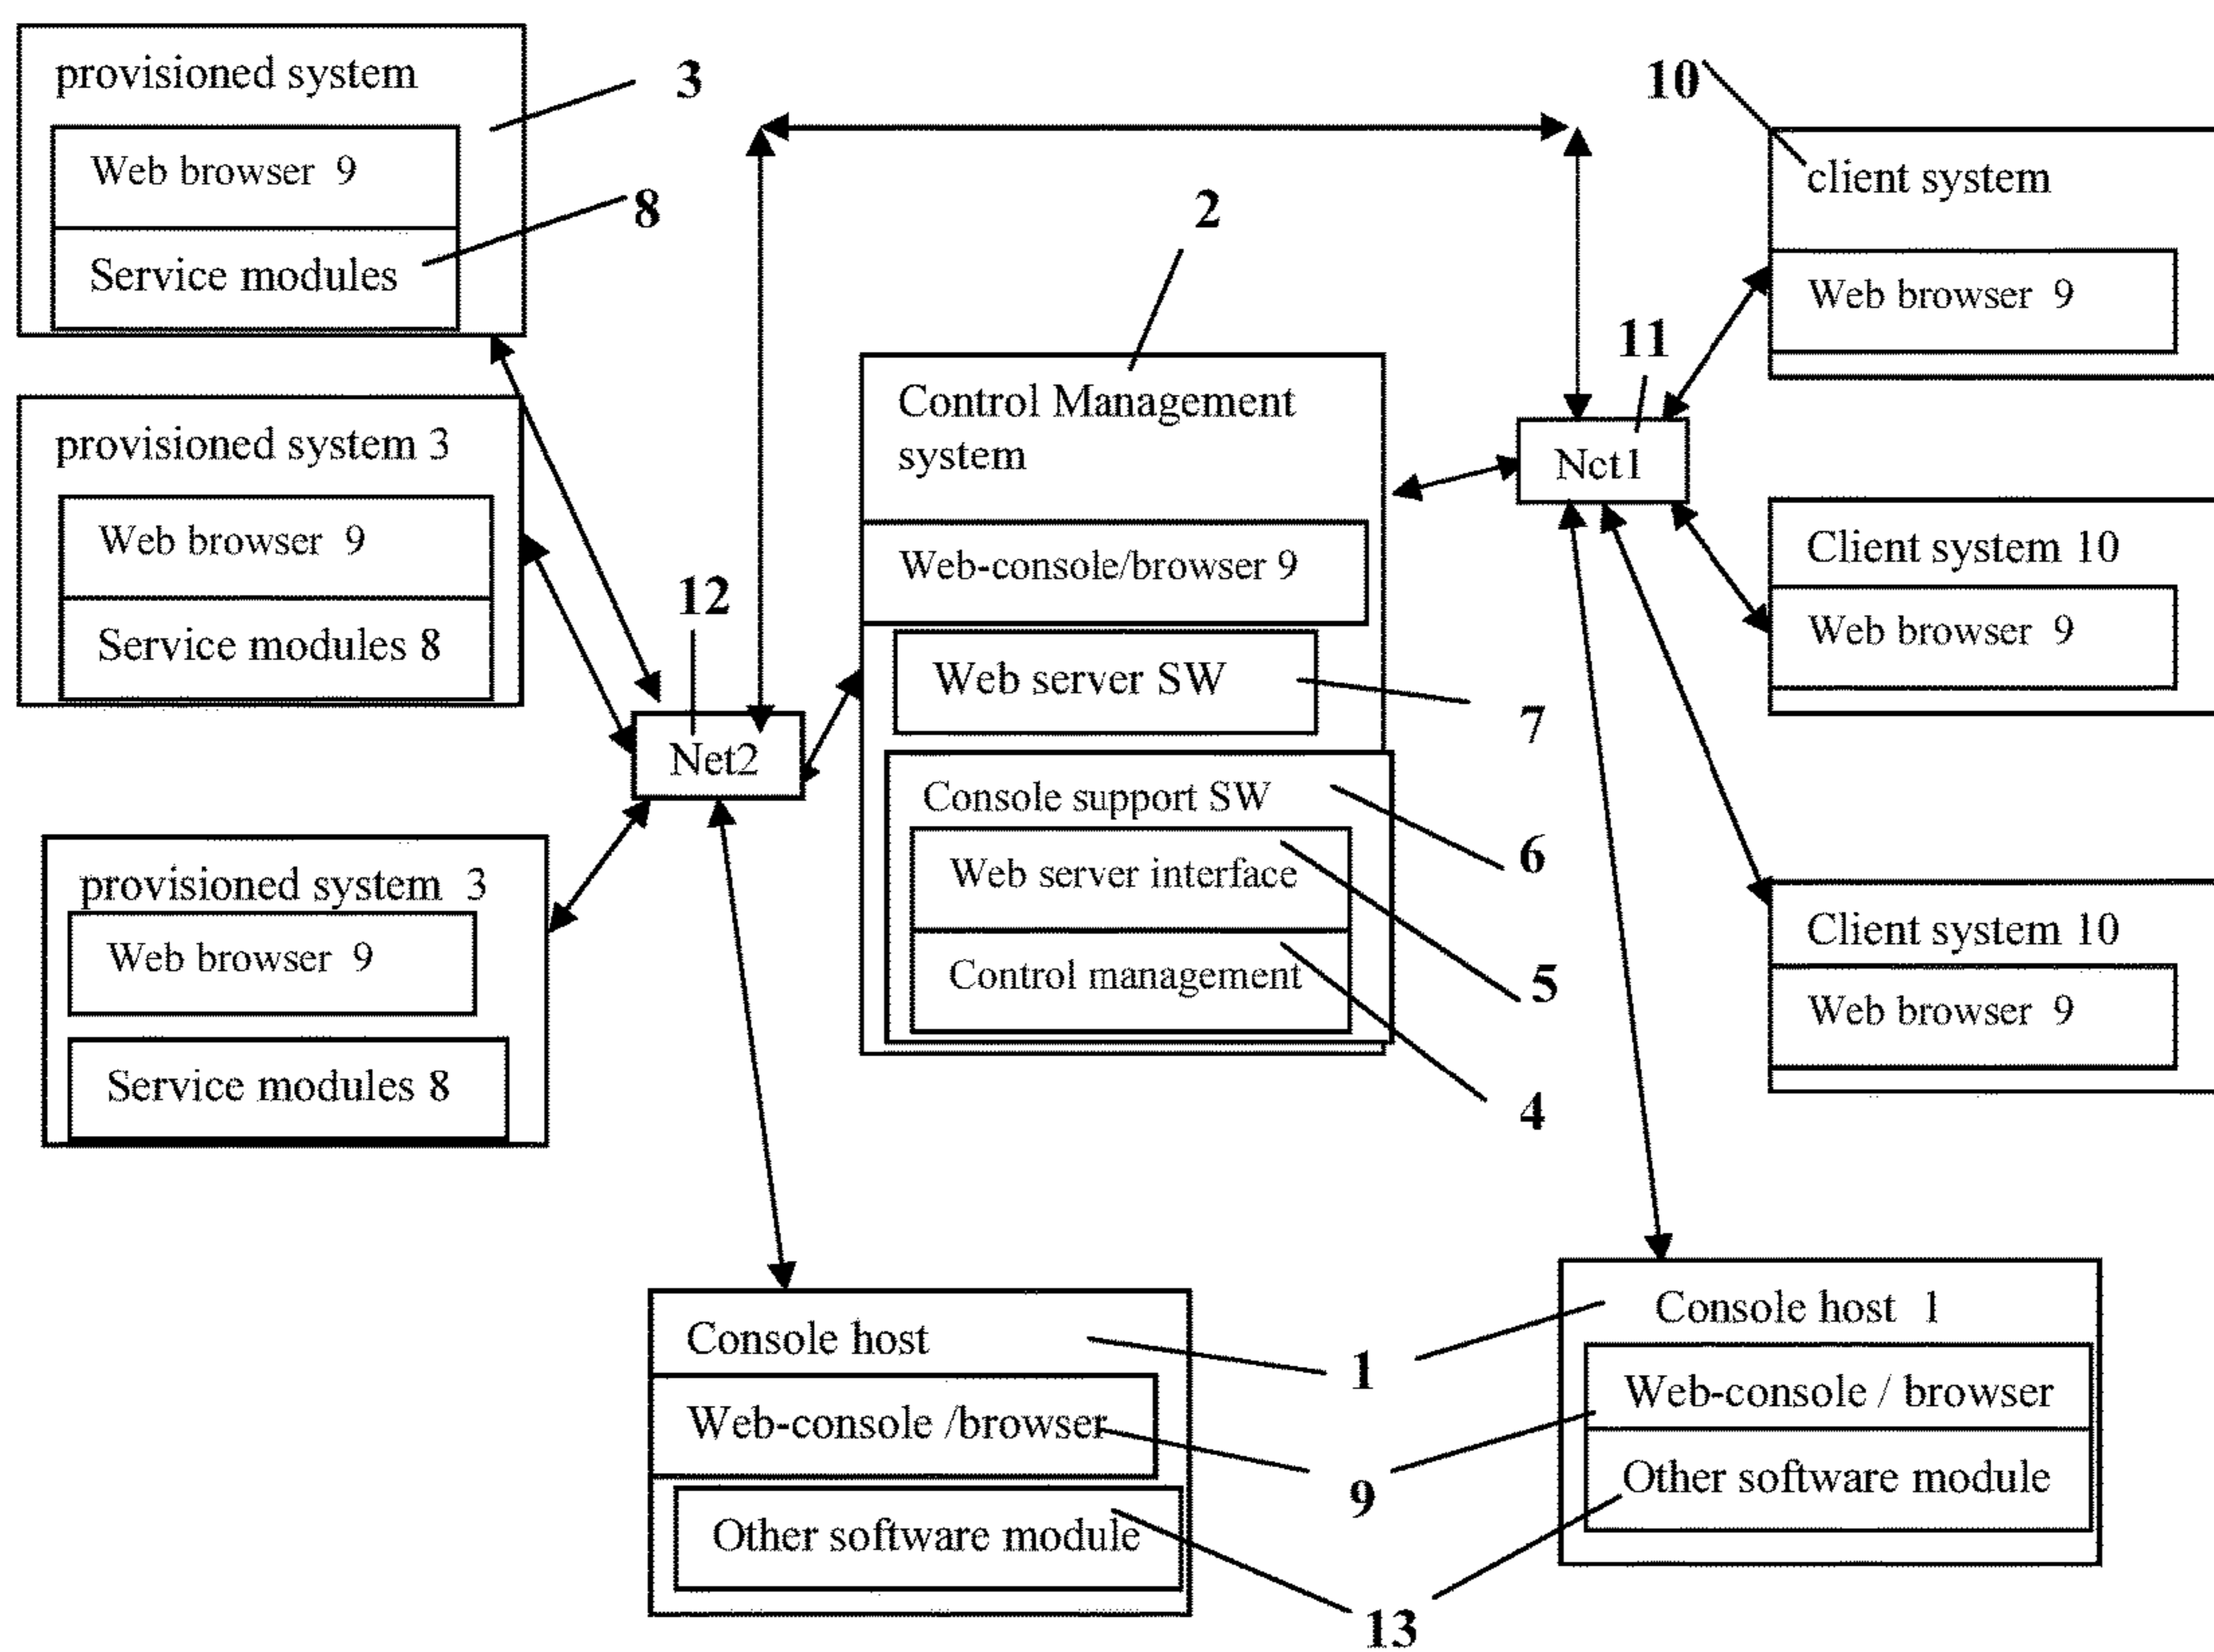 provisioned system
3
Web browser 9
8
Service modules
provisioned system 3
Web browser 9
Service modules 8
12
Net2
provisioned system 3
Web browser 9
Service modules 8
2
Control Management
system
Web-console/browser 9
Web server SW
7
Console support SW
6
Web server interface
5
Control management
4
10
client system
Web browser 9
11
Net1
Client system 10
Web browser 9
Client system 10
Web browser 9
Console host
1
Web-console /browser
9
Other software module
13
Console host 1
Web-console / browser
Other software module